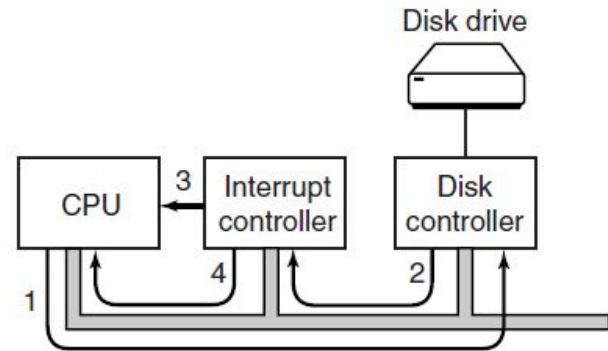 Disk drive
CPU
3
Interrupt
controller
Disk
controller
1
4
2